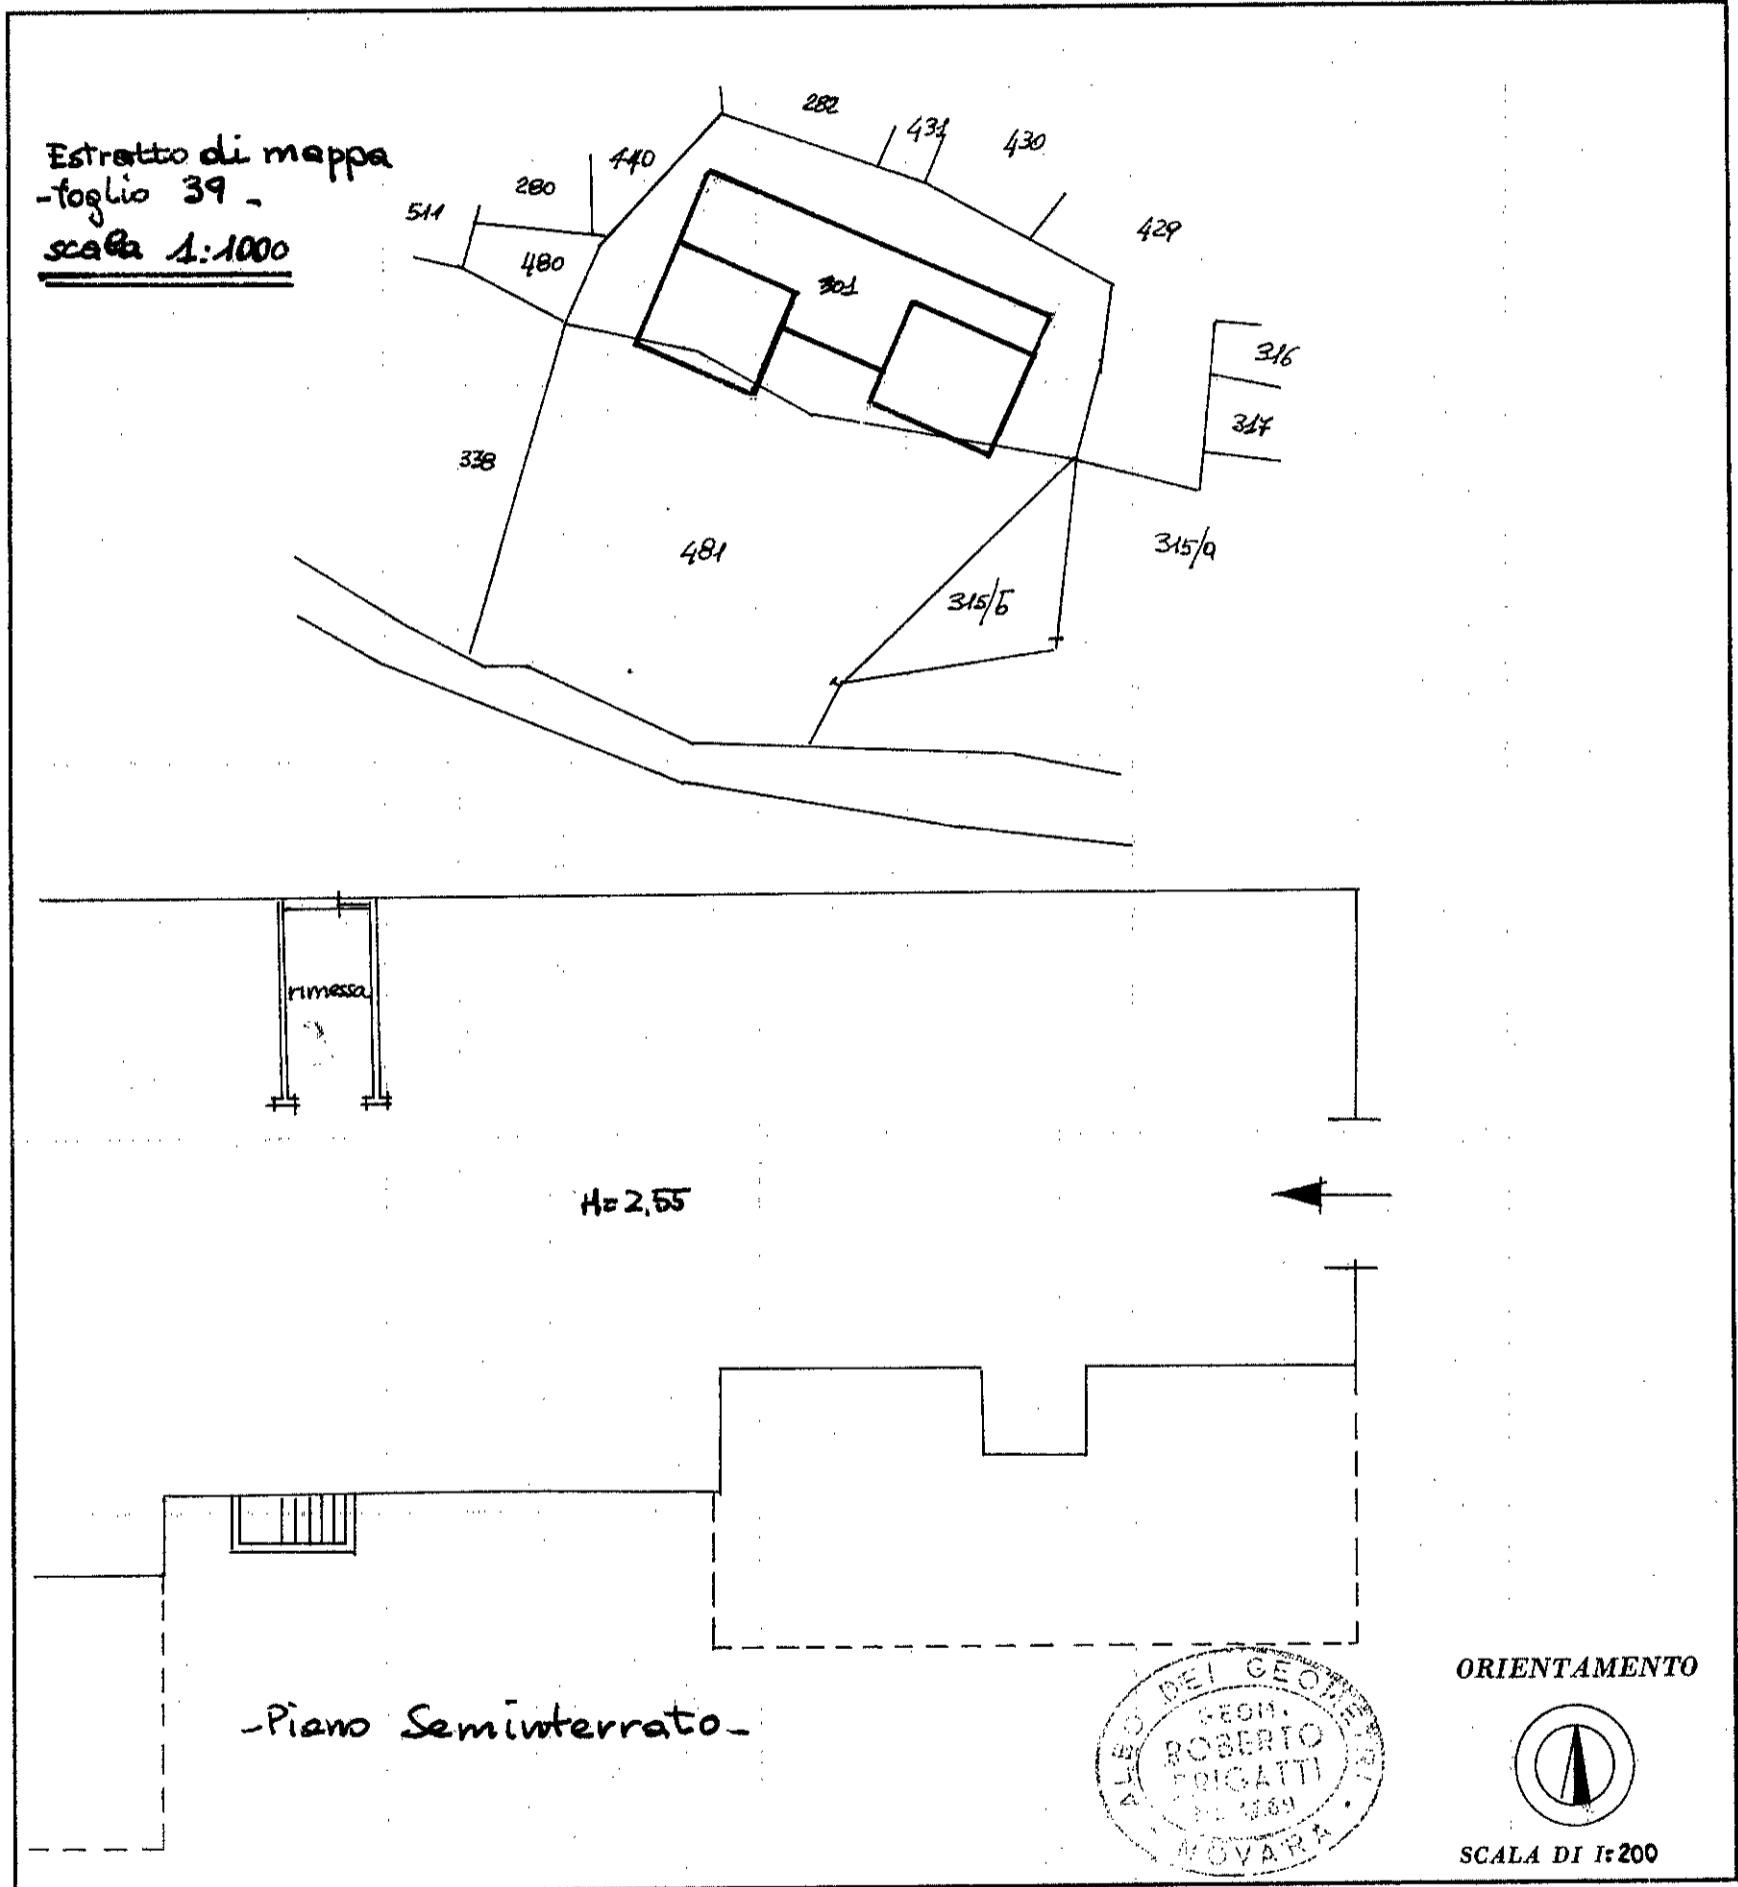 Estratto di mappa
- foglio 39 -
scala 1:1000
282
431
430
440
280
511
429
480
301
316
317
338
481
315/a
315/b
rimessa
H=2,55
- Piano Seminterrato -
ALBO DEI GEOMETRI
GEOM.
ROBERTO
FRIGATTI
NOVARA
ORIENTAMENTO
SCALA DI 1:200